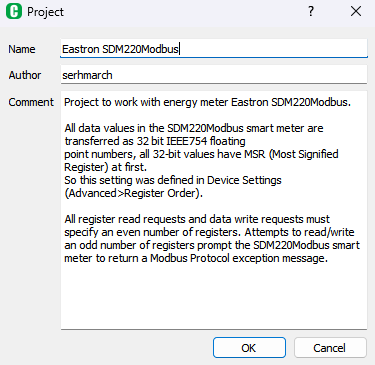 Project
Name
Eastron SDM220Modbus
Author
serhmarch
Comment
Project to work with energy meter Eastron SDM220Modbus.
All data values in the SDM220Modbus smart meter are
transferred as 32 bit IEEE754 floating
point numbers, all 32-bit values have MSR (Most Signified
Register) at first.
So this setting was defined in Device Settings
(Advanced>Register Order).
All register read requests and data write requests must
specify an even number of registers. Attempts to read/write
an odd number of registers prompt the SDM220Modbus smart
meter to return a Modbus Protocol exception message.
OK
Cancel